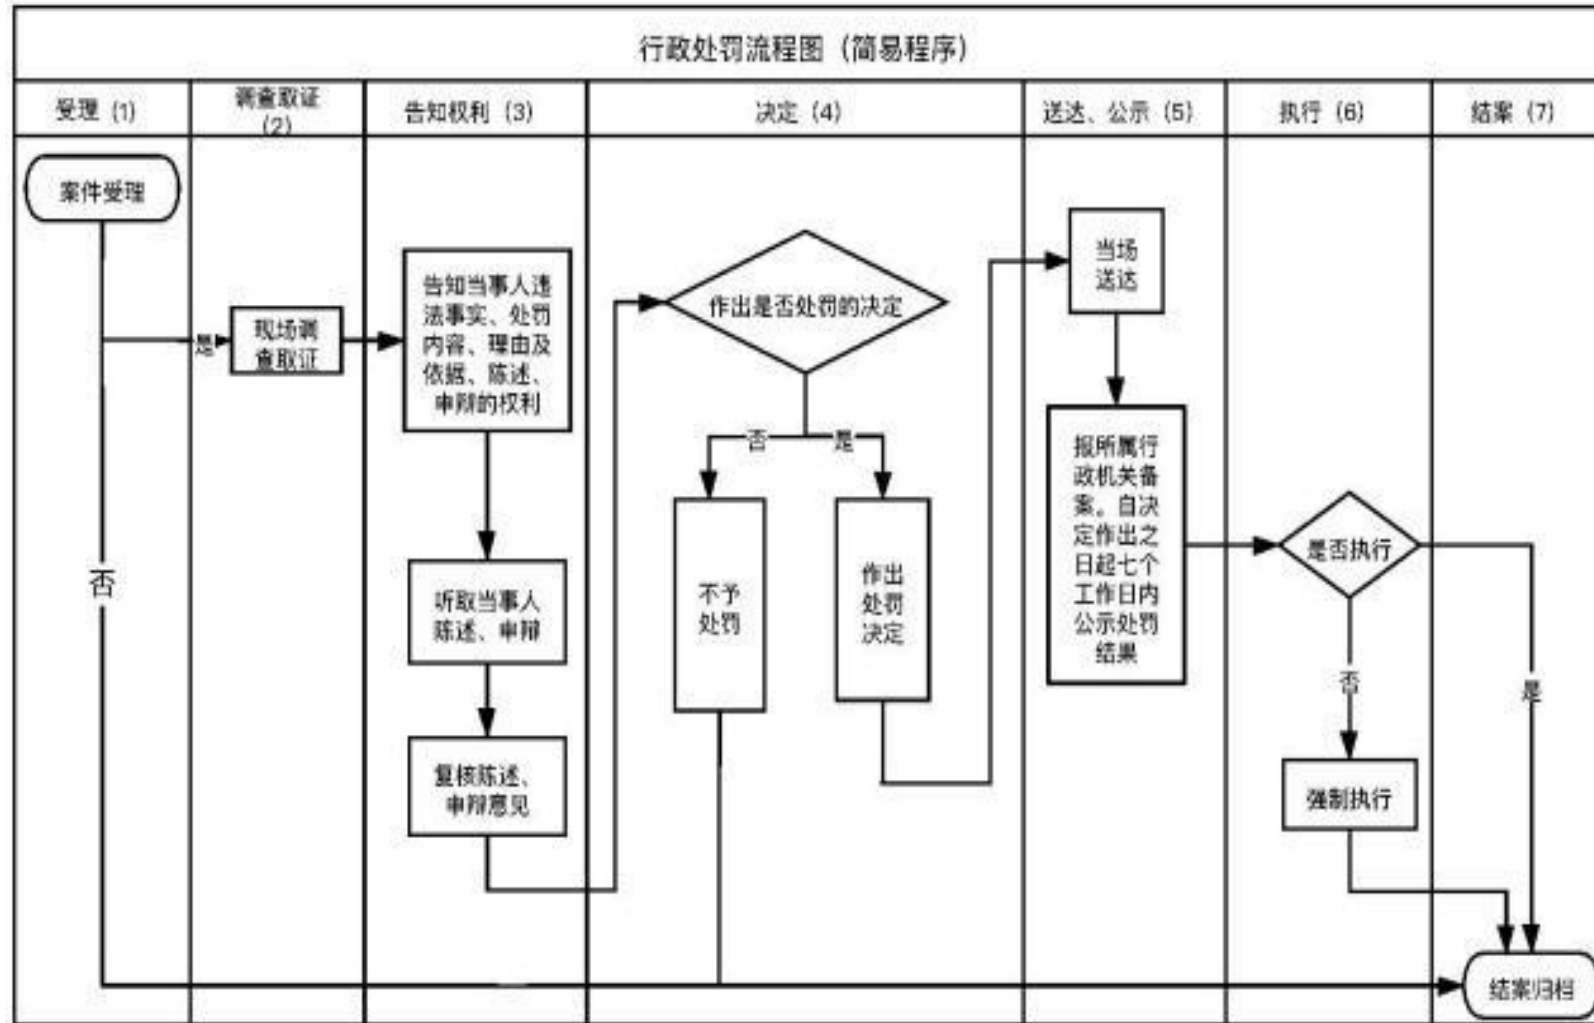 行政处罚流程图（简易程序）
受理（1）
调查取证
（2）
告知权利（3）
决定（4）
送达、公示（5）
执行（6）
结案（7）
案件受理
是
现场调
查取证
否
告知当事人违
法事实、处罚
内容、理由及
依据、陈述、
申辩的权利
听取当事人
陈述、申辩
复核陈述、
申辩意见
作出是否处罚的决定
否
是
不予
处罚
作出
处罚
决定
当场
送达
报所属行
政机关备
案。自决
定作出之
日起七个
工作日内
公示处罚
结果
是否执行
否
是
强制执行
结案归档